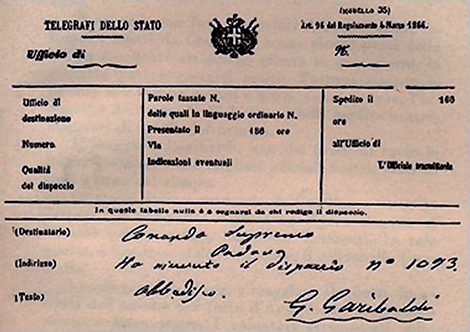 (MODELLO 35)
TELEGRAFI DELLO STATO
Art. 95 del Regolamento 4 Marzo 1866.
Ufficio di
N.
Ufficio di destinazione
Numero
Qualità del dispaccio
Parole tassate N.
delle quali in linguaggio ordinario N.
Presentato il 186 ore
Via
Indicazioni eventuali
Spedito il 166
ore
all'Ufficio di
L'Ufficiale trasmittente
In queste tabelle nulla è a segnarsi da chi redige il dispaccio.
(Destinatario) Comando Supremo
Padova
(Indirizzo) Ho ricevuto il dispaccio n° 1073.
(Testo) Obbedisco.
G. Garibaldi